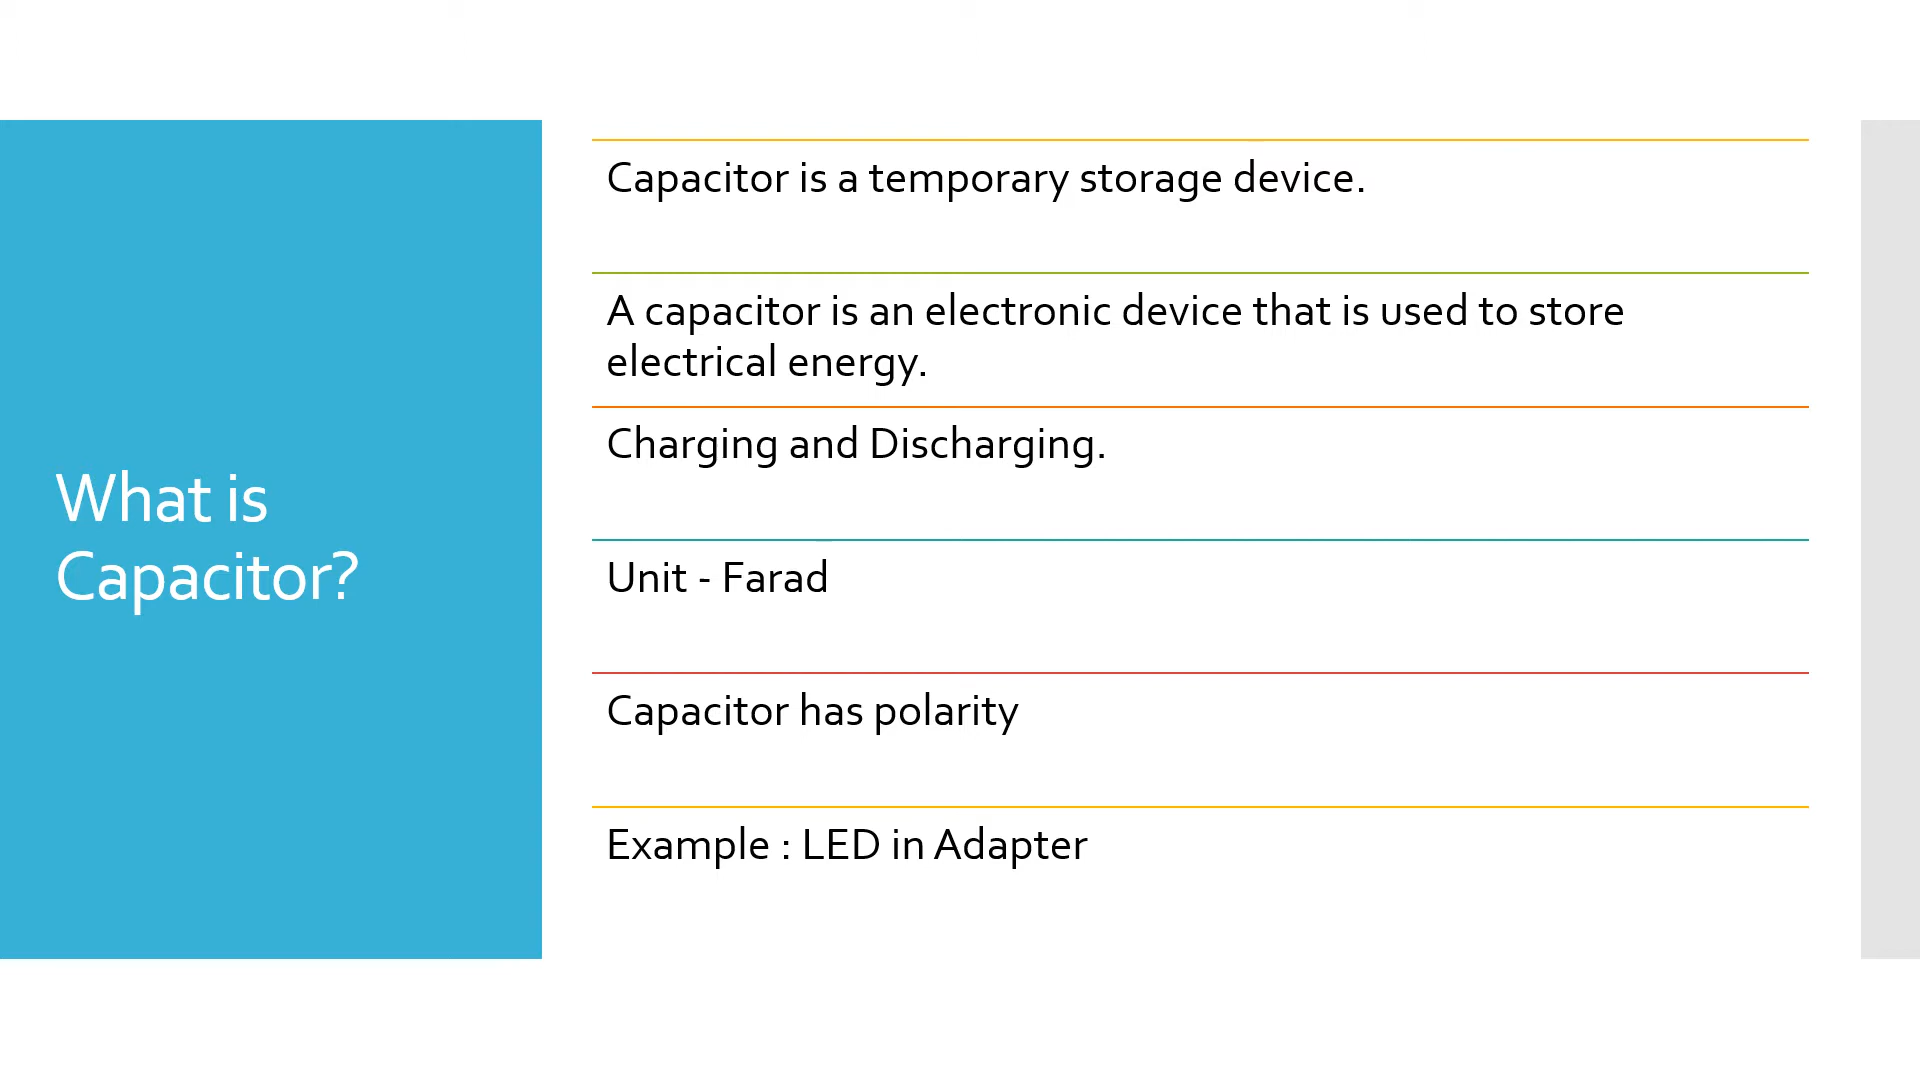 What is
Capacitor?
Capacitor is a temporary storage device.
A capacitor is an electronic device that is used to store
electrical energy.
Charging and Discharging.
Unit - Farad
Capacitor has polarity
Example : LED in Adapter